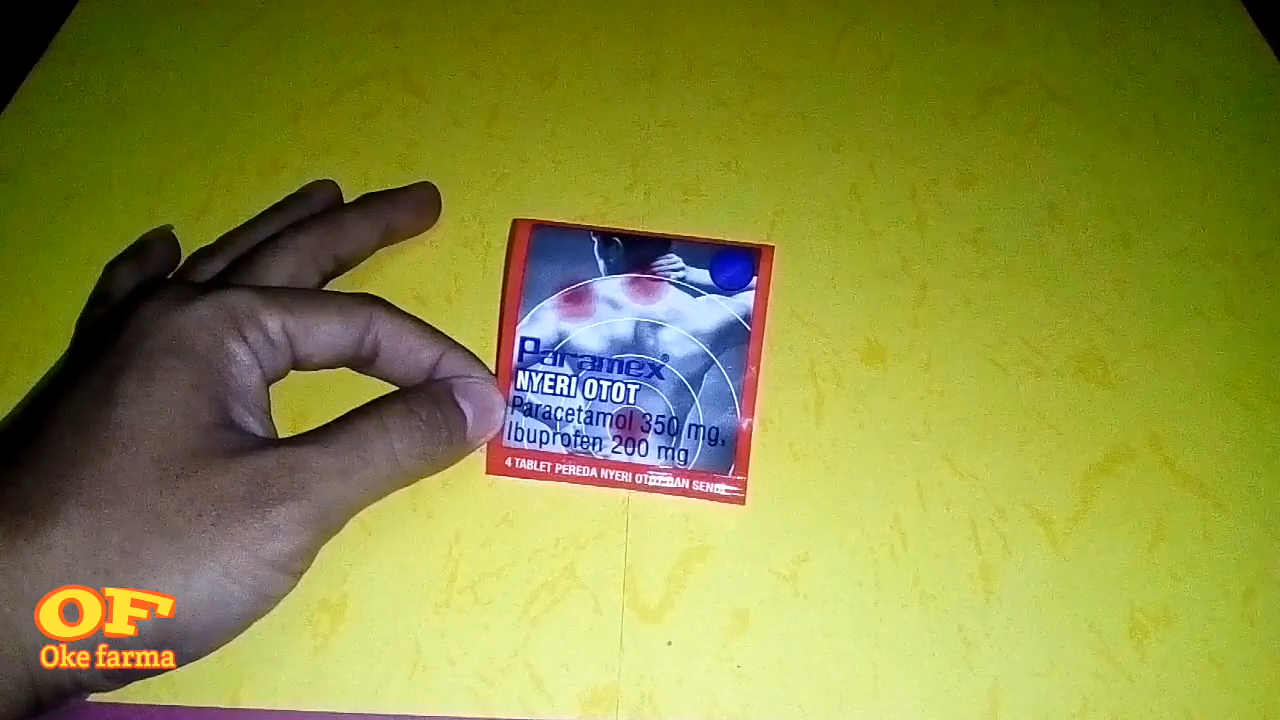 Paramex®
NYERI OTOT
Paracetamol 350 mg,
Ibuprofen 200 mg
4 TABLET PEREDA NYERI OTOT DAN SENDI
OF
Oke farma